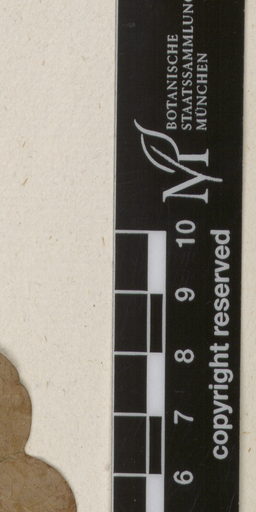 BOTANISCHE
STAATSSAMMLUNG
MÜNCHEN
M
10
9
8
7
6
copyright reserved